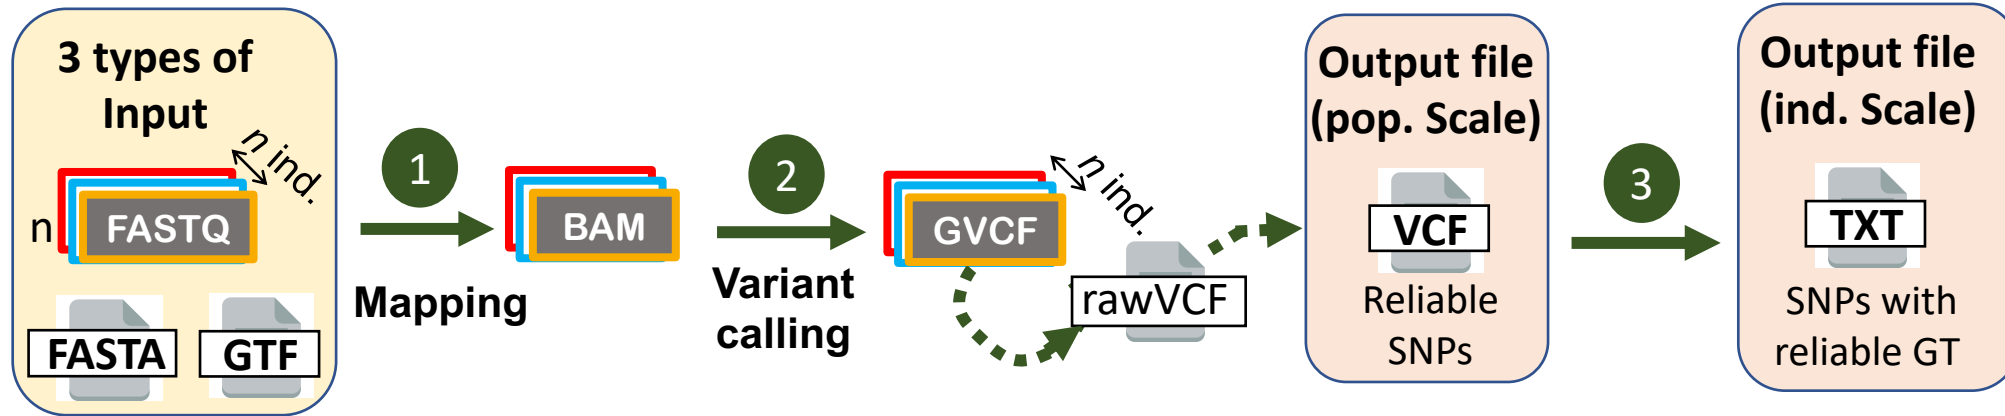 3 types of
Input
n ind.
n
FASTQ
FASTA
GTF
1
Mapping
BAM
2
Variant
calling
GVCF
n ind.
rawVCF
Output file
(pop. Scale)
VCF
Reliable
SNPs
3
Output file
(ind. Scale)
TXT
SNPs with
reliable GT